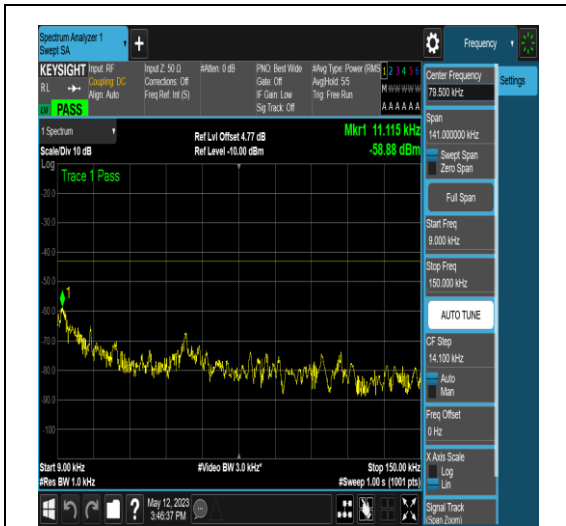 Spectrum Analyzer 1
Swept SA
+
Frequency
KEYSIGHT
RL
PASS
Input: RF
Coupling: DC
Align: Auto
Input Z: 50 Ω
Corrections: Off
Freq Ref: Int (S)
#Atten: 0 dB
PNO: Best Wide
Gate: Off
IF Gain: Low
Sig Track: Off
#Avg Type: Power (RMS
Avg|Hold: 5/5
Trig: Free Run
1 2 3 4 5 6
M W W W W W
A A A A A A
Center Frequency
79.500 kHz
Settings
Span
141.000000 kHz
Swept Span
Zero Span
Full Span
Start Freq
9.000 kHz
Stop Freq
150.000 kHz
AUTO TUNE
CF Step
14.100 kHz
Auto
Man
Freq Offset
0 Hz
X Axis Scale
Log
Lin
Signal Track
(Span Zoom)
1 Spectrum
Scale/Div 10 dB
Ref Lvl Offset 4.77 dB
Ref Level -10.00 dBm
Mkr1 11.115 kHz
-58.88 dBm
Log
Trace 1 Pass
-20.0
-30.0
-40.0
-50.0
1
-60.0
-70.0
-80.0
-90.0
-100
Start 9.00 kHz
#Res BW 1.0 kHz
#Video BW 3.0 kHz*
Stop 150.00 kHz
#Sweep 1.00 s (1001 pts)
?
May 12, 2023
3:46:37 PM